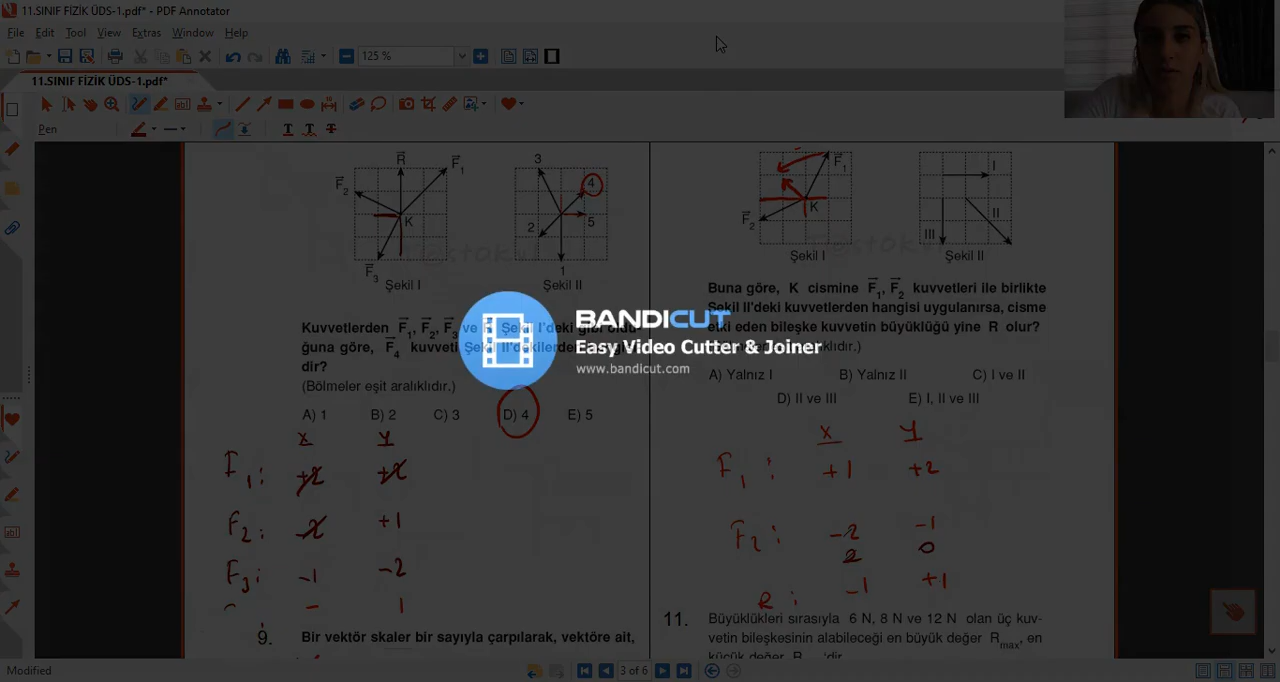 11.SINIF FİZİK ÜDS-1.pdf* - PDF Annotator
File Edit Tool View Extras Window Help
125 %
11.SINIF FİZİK ÜDS-1.pdf*
Pen
R
F1
F2
K
F3
Şekil I
3
4
5
2
1
Şekil II
Kuvvetlerden F1, F2, F3 ve
ğuna göre, F4 kuvveti
dir?
(Bölmeler eşit aralıklıdır.)
A) 1 B) 2 C) 3 D) 4 E) 5
x y
F1: +2 +2
F2: -2 +1
F3: -1 -2
9. Bir vektör skaler bir sayıyla çarpılarak, vektöre ait,
F1
K
F2
Şekil I
I
II
III
Şekil II
Buna göre, K cismine F1, F2 kuvvetleri ile birlikte
Şekil II'deki kuvvetlerden hangisi uygulanırsa, cisme
etki eden bileşke kuvvetin büyüklüğü yine R olur?
A) Yalnız I B) Yalnız II C) I ve II
D) II ve III E) I, II ve III
x y
F1: +1 +2
F2: -2 -1
2 0
R: -1 +1
11. Büyüklükleri sırasıyla 6 N, 8 N ve 12 N olan üç kuv-
vetin bileşkesinin alabileceği en büyük değer Rmax, en
BANDICUT
Easy Video Cutter & Joiner
www.bandicut.com
Modified
3 of 6